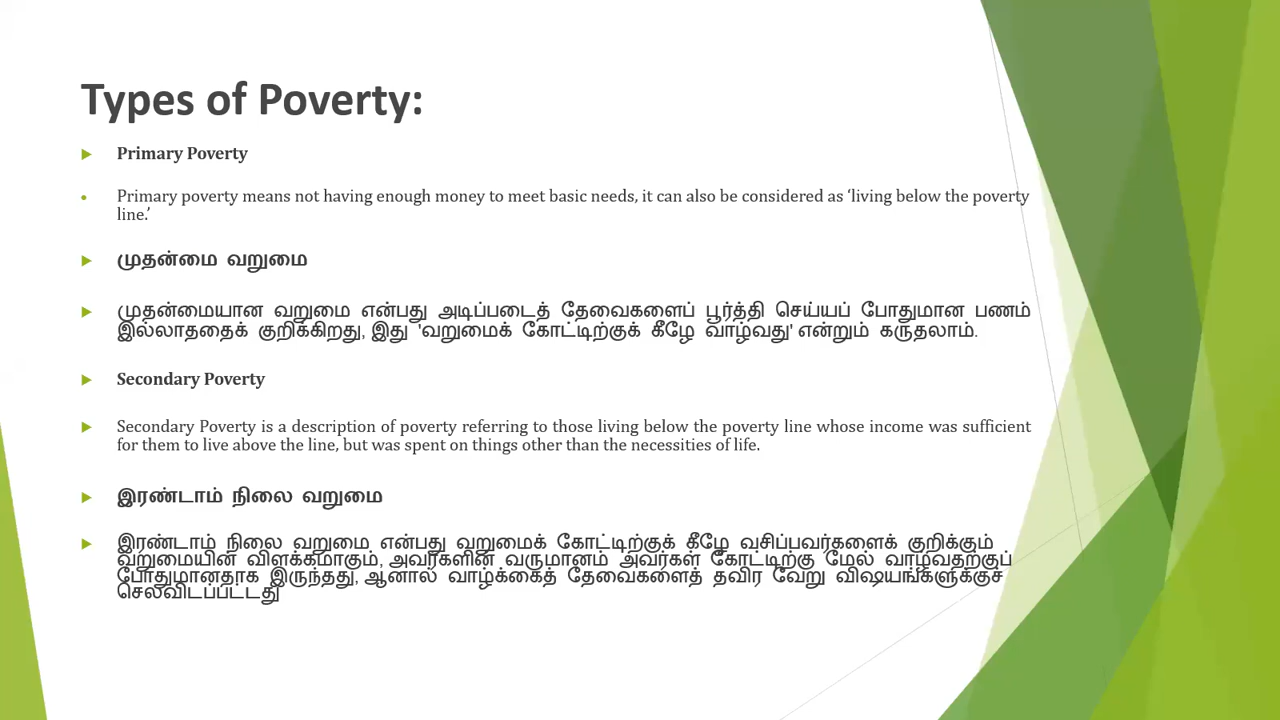 Types of Poverty:
Primary Poverty
Primary poverty means not having enough money to meet basic needs, it can also be considered as ‘living below the poverty
line.’
முதன்மை வறுமை
முதன்மையான வறுமை என்பது அடிப்படைத் தேவைகளைப் பூர்த்தி செய்யப் போதுமான பணம்
இல்லாததைக் குறிக்கிறது, இது 'வறுமைக் கோட்டிற்குக் கீழே வாழ்வது' என்றும் கருதலாம்.
Secondary Poverty
Secondary Poverty is a description of poverty referring to those living below the poverty line whose income was sufficient
for them to live above the line, but was spent on things other than the necessities of life.
இரண்டாம் நிலை வறுமை
இரண்டாம் நிலை வறுமை என்பது வறுமைக் கோட்டிற்குக் கீழே வசிப்பவர்களைக் குறிக்கும்
வறுமையின் விளக்கமாகும், அவர்களின் வருமானம் அவர்கள் கோட்டிற்கு மேல் வாழ்வதற்குப்
போதுமானதாக இருந்தது, ஆனால் வாழ்க்கைத் தேவைகளைத் தவிர வேறு விஷயங்களுக்குச்
செலவிடப்பட்டது